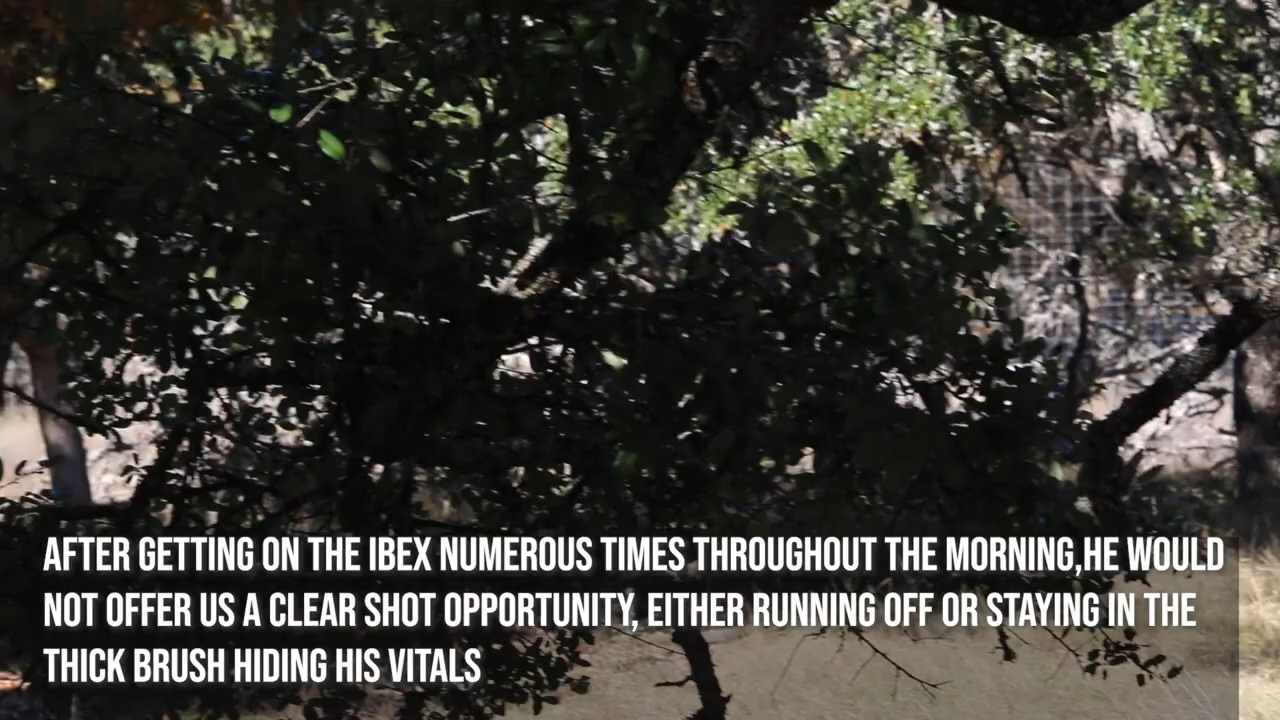 AFTER GETTING ON THE IBEX NUMEROUS TIMES THROUGHOUT THE MORNING,HE WOULD
NOT OFFER US A CLEAR SHOT OPPORTUNITY, EITHER RUNNING OFF OR STAYING IN THE
THICK BRUSH HIDING HIS VITALS